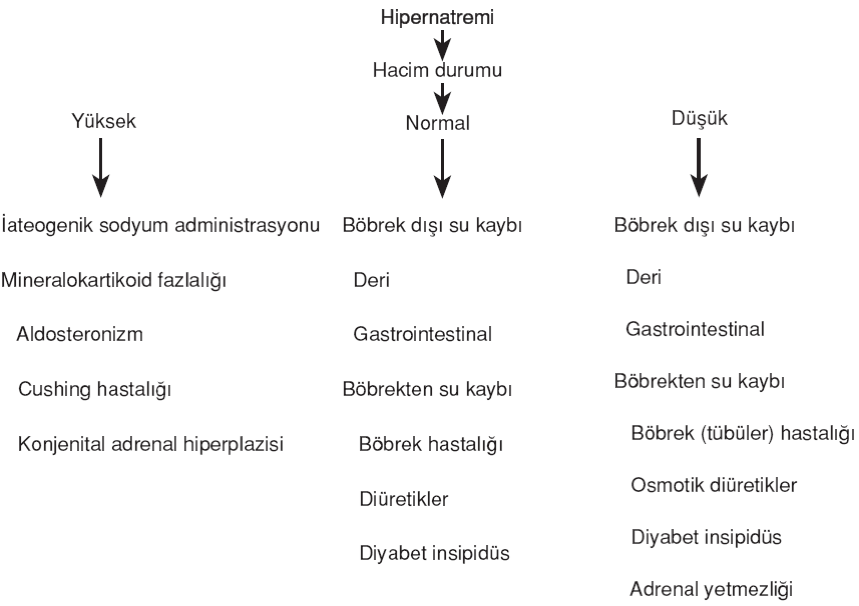 Hipernatremi
Hacim durumu
Yüksek
Normal
Düşük
İateogenik sodyum administrasyonu
Mineralokartikoid fazlalığı
Aldosteronizm
Cushing hastalığı
Konjenital adrenal hiperplazisi
Böbrek dışı su kaybı
Deri
Gastrointestinal
Böbrekten su kaybı
Böbrek hastalığı
Diüretikler
Diyabet insipidüs
Böbrek dışı su kaybı
Deri
Gastrointestinal
Böbrekten su kaybı
Böbrek (tübüler) hastalığı
Osmotik diüretikler
Diyabet insipidüs
Adrenal yetmezliği